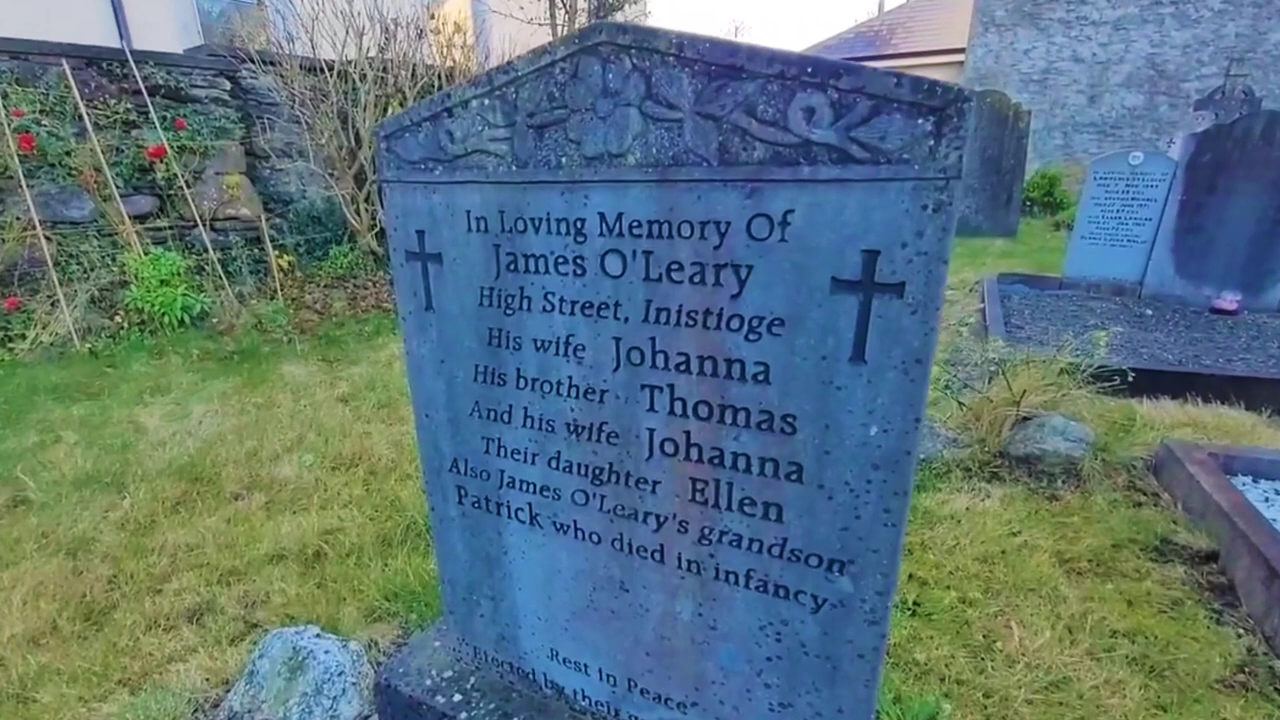 In Loving Memory Of
James O'Leary
High Street, Inistioge
His wife Johanna
His brother Thomas
And his wife Johanna
Their daughter Ellen
Also James O'Leary's grandson
Patrick who died in infancy
Rest in Peace
Erected by their